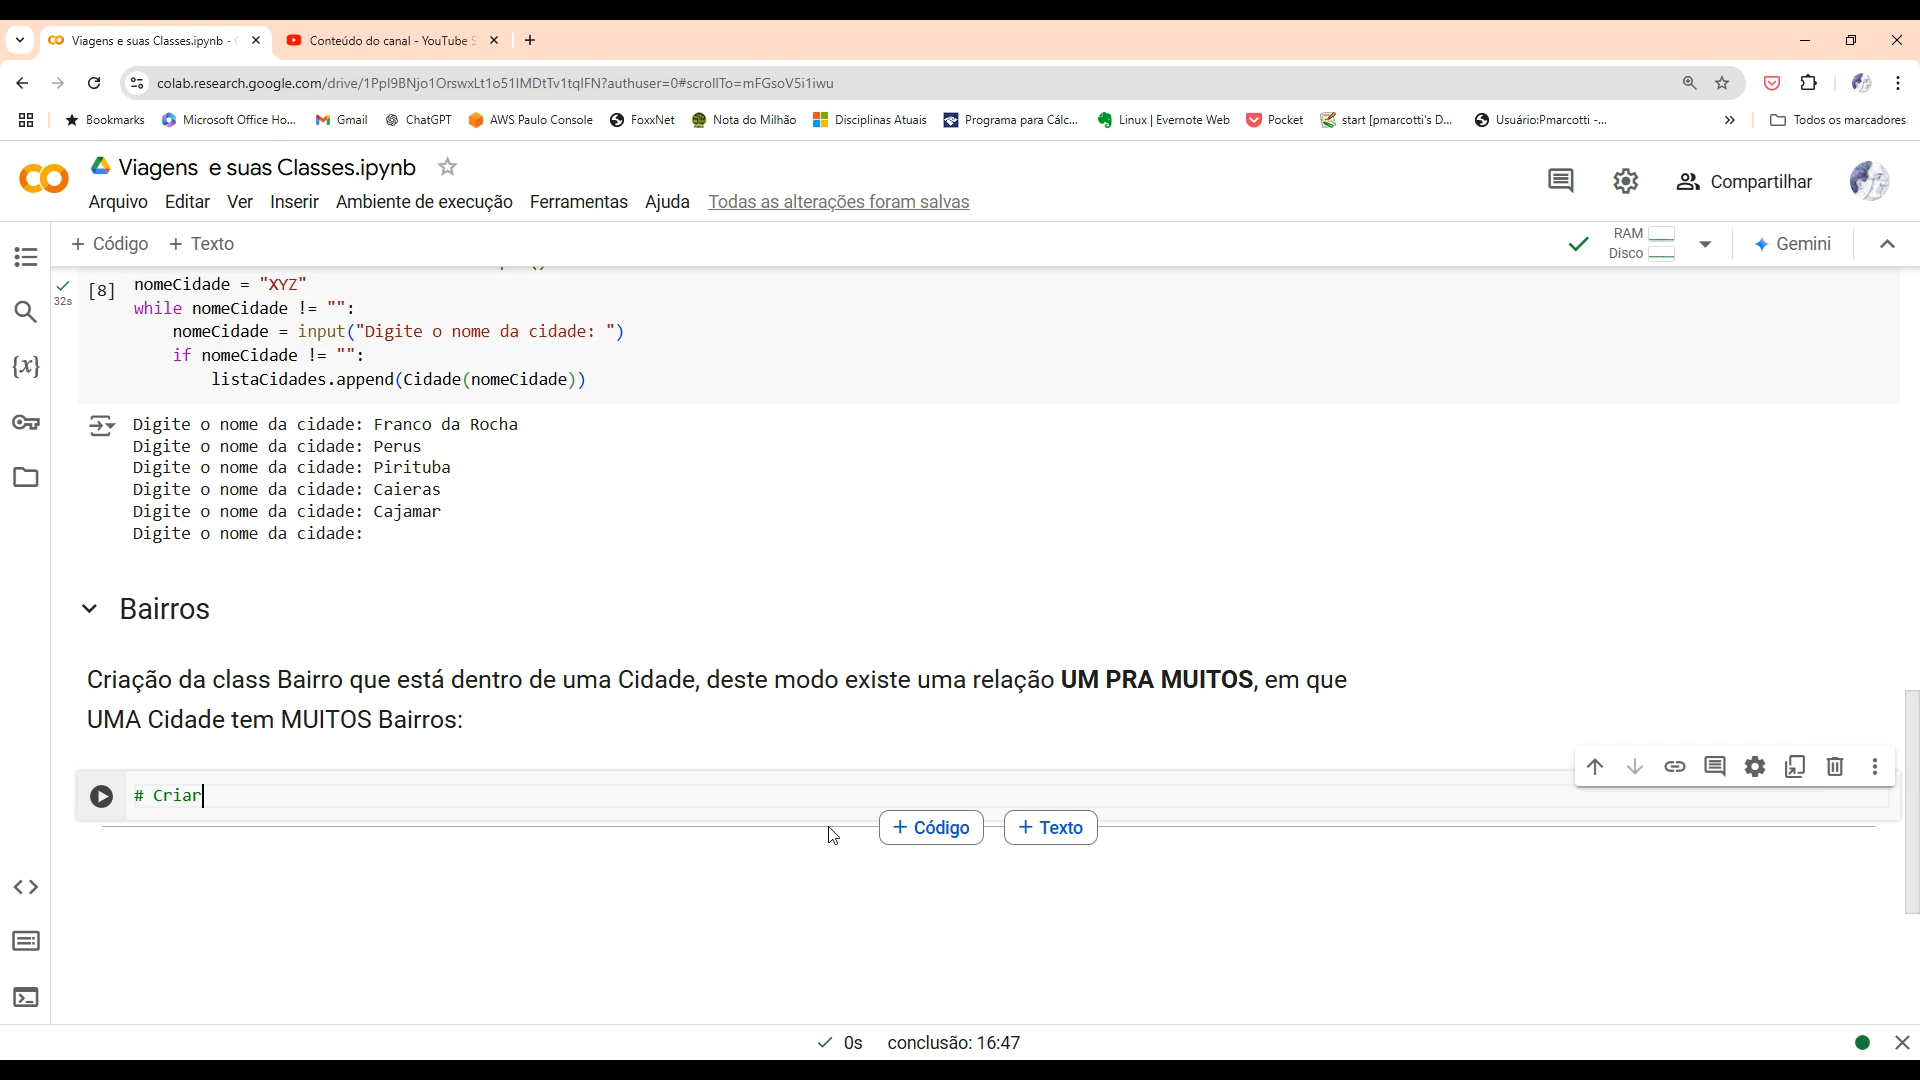 Viagens e suas Classes.ipynb -
Conteúdo do canal - YouTube
colab.research.google.com/drive/1PpI9BNjo1OrswxLt1o51IMDtTv1tqIFN?authuser=0#scrollTo=mFGsoV5i1iwu
Bookmarks
Microsoft Office Ho...
Gmail
ChatGPT
AWS Paulo Console
FoxxNet
Nota do Milhão
Disciplinas Atuais
Programa para Cálc...
Linux | Evernote Web
Pocket
start [pmarcotti's D...
Usuário:Pmarcotti -...
Todos os marcadores
Viagens e suas Classes.ipynb
Arquivo Editar Ver Inserir Ambiente de execução Ferramentas Ajuda Todas as alterações foram salvas
Compartilhar
+ Código + Texto
RAM
Disco
Gemini
32s
[8]
nomeCidade = "XYZ"
while nomeCidade != "":
nomeCidade = input("Digite o nome da cidade: ")
if nomeCidade != "":
listaCidades.append(Cidade(nomeCidade))
Digite o nome da cidade: Franco da Rocha
Digite o nome da cidade: Perus
Digite o nome da cidade: Pirituba
Digite o nome da cidade: Caieras
Digite o nome da cidade: Cajamar
Digite o nome da cidade:
Bairros
Criação da class Bairro que está dentro de uma Cidade, deste modo existe uma relação UM PRA MUITOS, em que
UMA Cidade tem MUITOS Bairros:
# Criar
+ Código + Texto
0s conclusão: 16:47